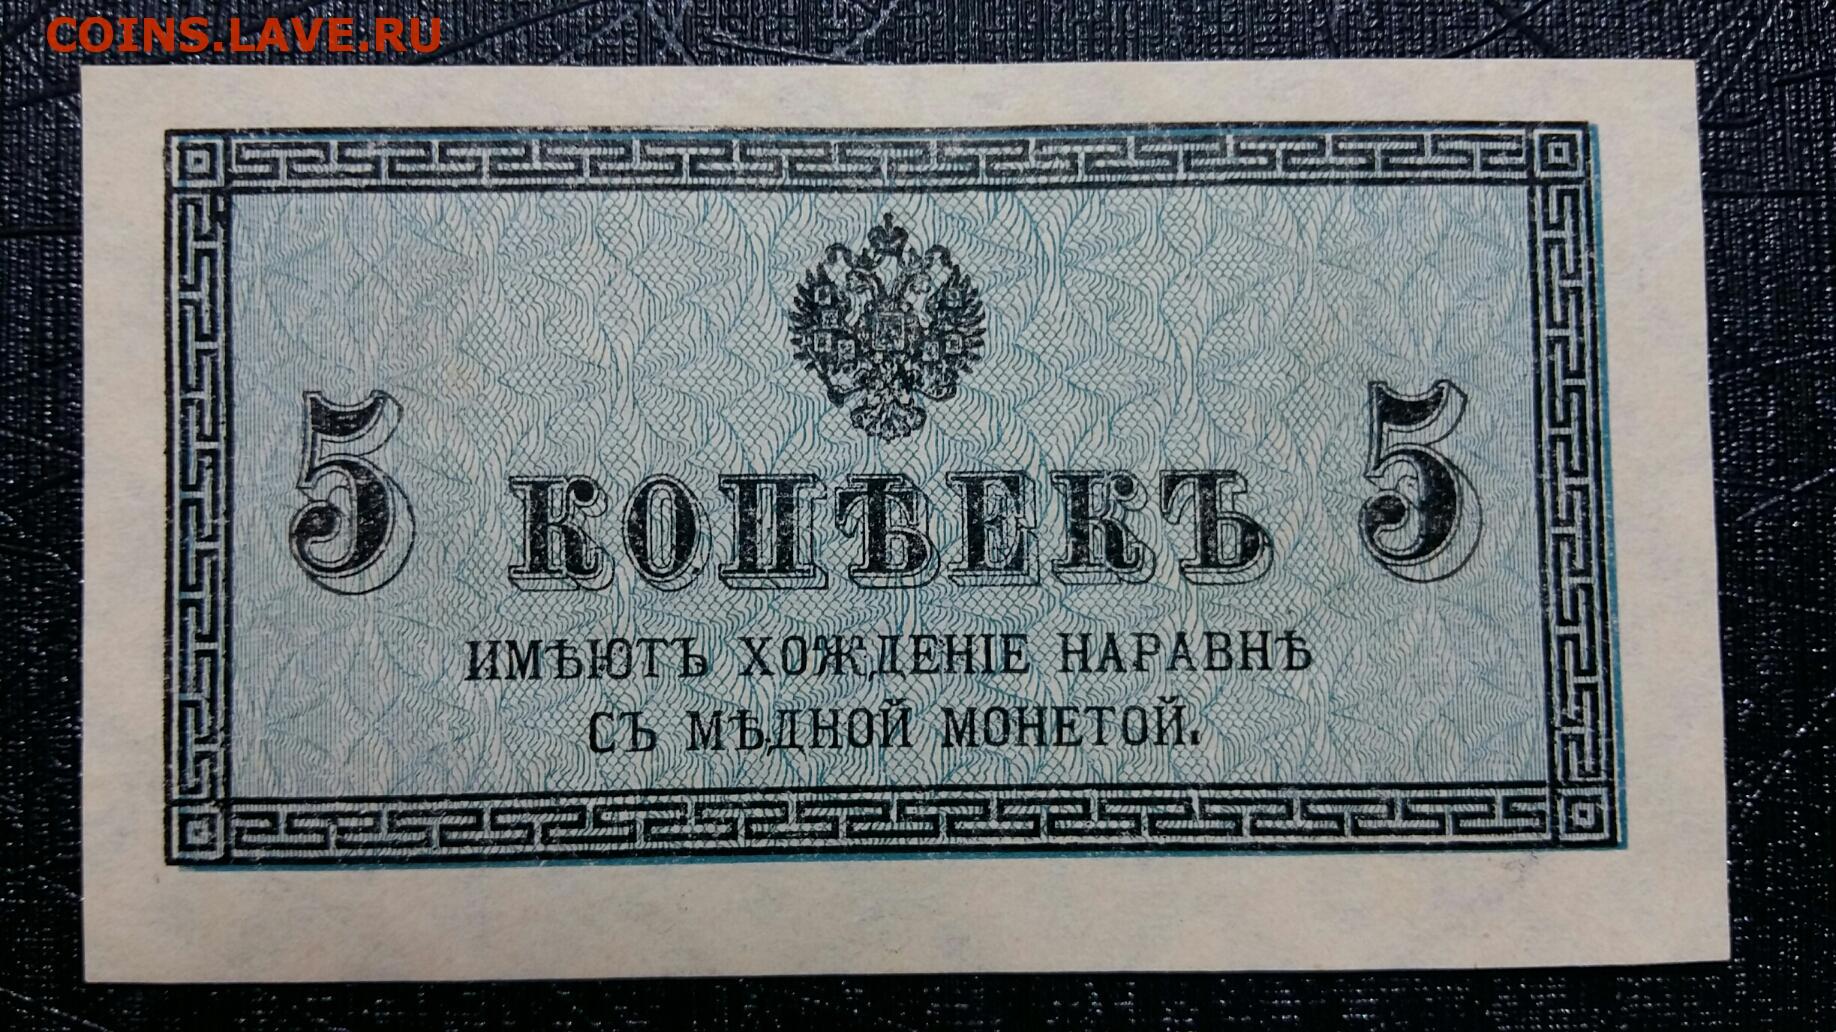 COINS.LAVE.RU
5 КОПѢЕКЪ 5
ИМѢЮТЪ ХОЖДЕНІЕ НАРАВНѢ
СЪ МѢДНОЙ МОНЕТОЙ.